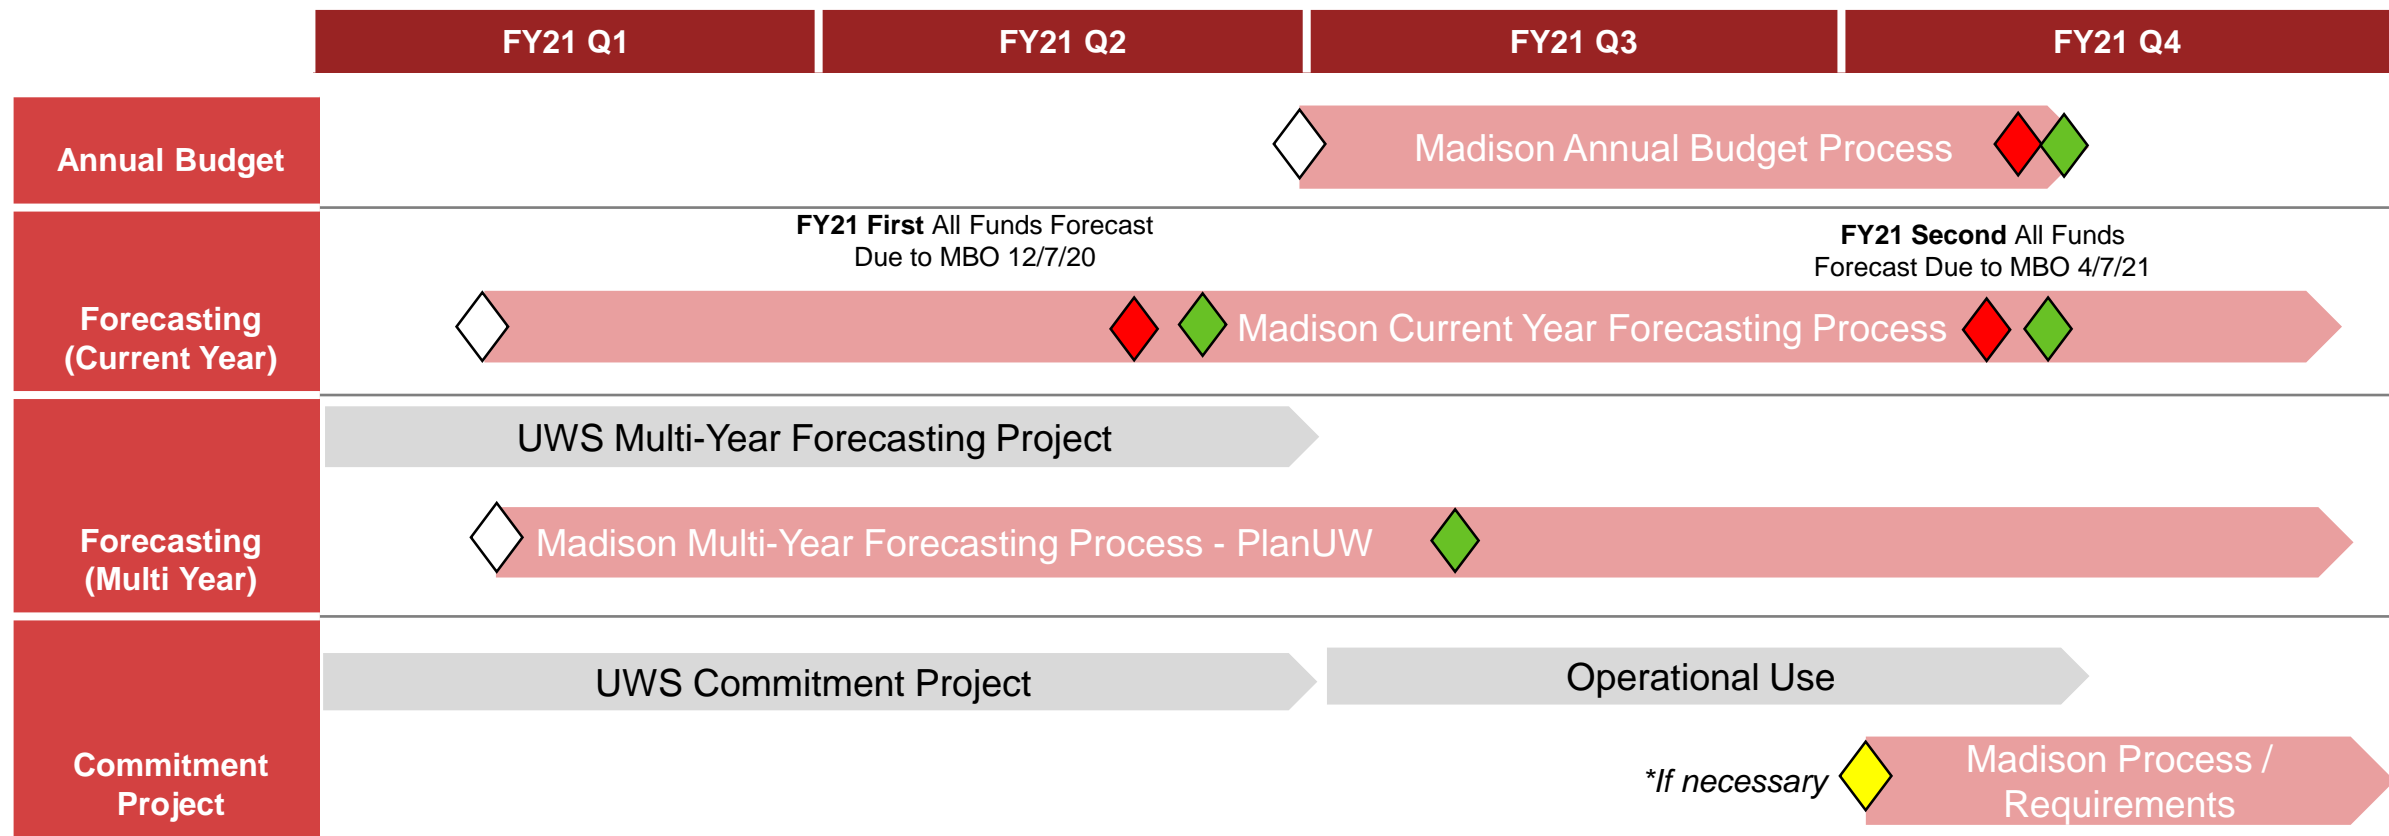 FY21 Q1
FY21 Q2
FY21 Q3
FY21 Q4
Annual Budget
Madison Annual Budget Process
FY21 First All Funds Forecast
Due to MBO 12/7/20
FY21 Second All Funds
Forecast Due to MBO 4/7/21
Forecasting
(Current Year)
Madison Current Year Forecasting Process
UWS Multi-Year Forecasting Project
Forecasting
(Multi Year)
Madison Multi-Year Forecasting Process - PlanUW
UWS Commitment Project
Operational Use
Commitment
Project
*If necessary
Madison Process /
Requirements